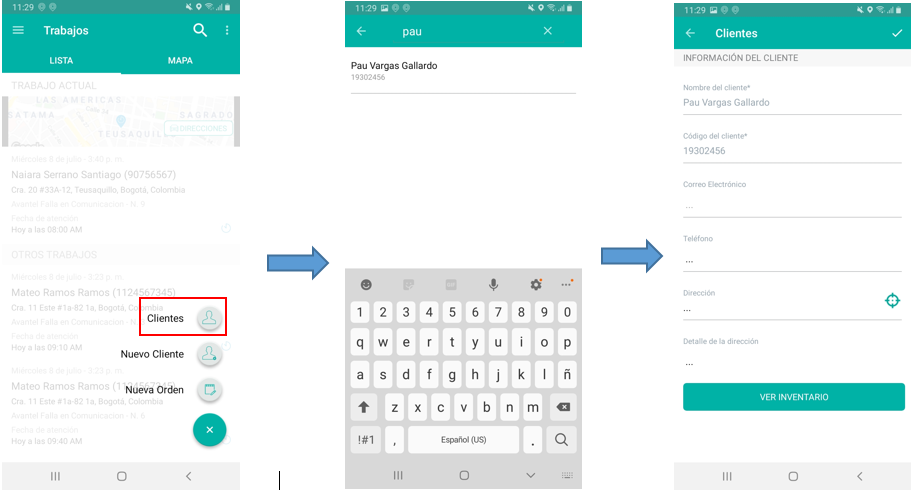 11:29
Trabajos
LISTA
MAPA
TRABAJO ACTUAL
LAS AMÉRICAS
SAGRADO
TEUSAQUILL
Miércoles 8 de julio - 3:40 p. m.
Naiara Serrano Santiago (90756567)
Cra. 20 #33A-12, Teusaquillo, Bogotá, Colombia
Avantel Falla en Comunicacion - N. 9
Fecha de atención
Hoy a las 08:00 AM
OTROS TRABAJOS
Miércoles 8 de julio - 3:23 p. m.
Mateo Ramos Ramos (1124567345)
Cra. 11 Este #1a-82 1a, Bogotá, Colombia
Avantel Falla en Comunicacion - N.
Clientes
Fecha de atención
Hoy a las 09:10 AM
Nuevo Cliente
Miércoles 8 de julio - 3:23 p. m.
Mateo Ramos Ramos (1124567345)
Nueva Orden
Cra. 11 Este #1a-82 1a, Bogotá, Colombia
Avantel Falla en Comunicacion - N. 6
Fecha de atención
Hoy a las 09:40 AM
11:29
pau
Pau Vargas Gallardo
19302456
GIF
1 2 3 4 5 6 7 8 9 0
q w e r t y u i o p
a s d f g h j k l ñ
z x c v b n m
!#1 , Español (US) .
11:29
Clientes
INFORMACIÓN DEL CLIENTE
Nombre del cliente*
Pau Vargas Gallardo
Código del cliente*
19302456
Correo Electrónico
...
Teléfono
...
Dirección
...
Detalle de la dirección
...
VER INVENTARIO